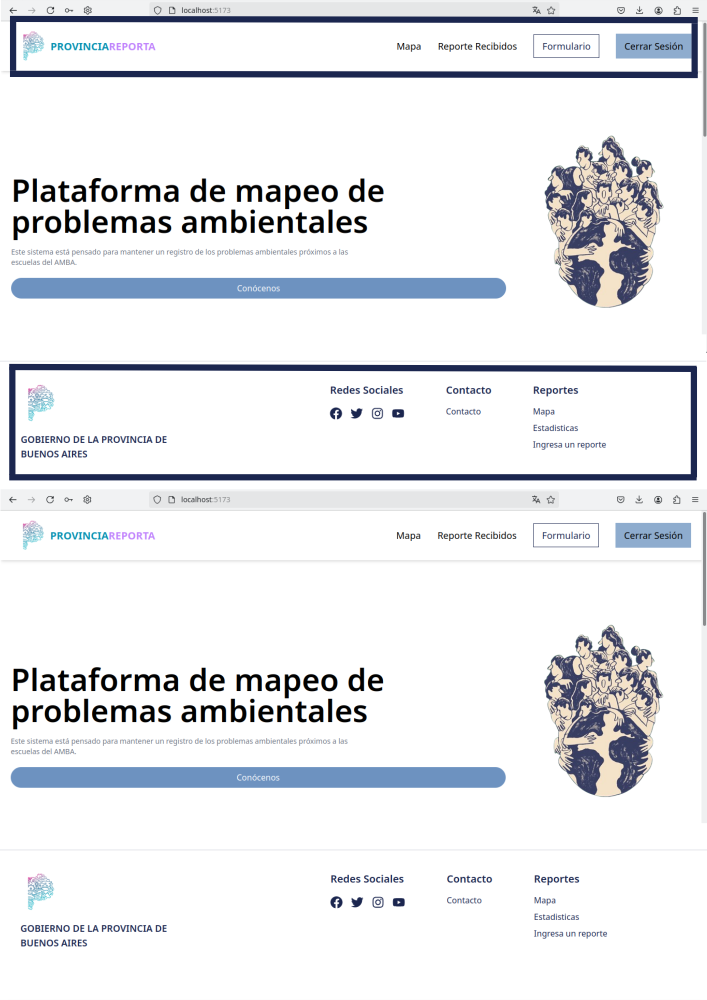 localhost:5173
PROVINCIAREPORTA
Mapa
Reporte Recibidos
Formulario
Cerrar Sesión
Plataforma de mapeo de
problemas ambientales
Este sistema está pensado para mantener un registro de los problemas ambientales próximos a las
escuelas del AMBA.
Conócenos
GOBIERNO DE LA PROVINCIA DE
BUENOS AIRES
Redes Sociales
Contacto
Contacto
Reportes
Mapa
Estadisticas
Ingresa un reporte
localhost:5173
PROVINCIAREPORTA
Mapa
Reporte Recibidos
Formulario
Cerrar Sesión
Plataforma de mapeo de
problemas ambientales
Este sistema está pensado para mantener un registro de los problemas ambientales próximos a las
escuelas del AMBA.
Conócenos
GOBIERNO DE LA PROVINCIA DE
BUENOS AIRES
Redes Sociales
Contacto
Contacto
Reportes
Mapa
Estadisticas
Ingresa un reporte